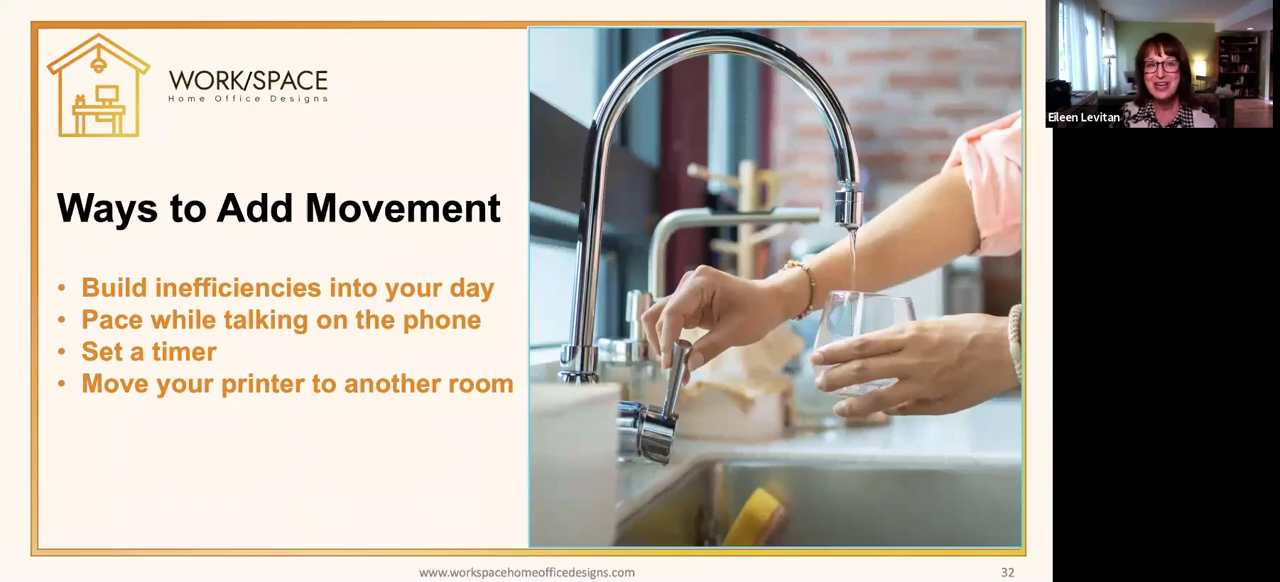 WORK/SPACE
Home Office Designs
Eileen Levitan
Ways to Add Movement
• Build inefficiencies into your day
• Pace while talking on the phone
• Set a timer
• Move your printer to another room
www.workspacehomeofficedesigns.com
32